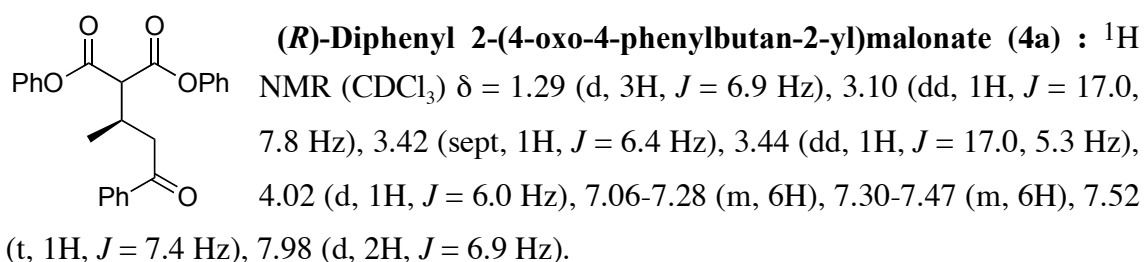 O O
(R)-Diphenyl 2-(4-oxo-4-phenylbutan-2-yl)malonate (4a) : ¹H
PhO OPh
NMR (CDCl₃) δ = 1.29 (d, 3H, J = 6.9 Hz), 3.10 (dd, 1H, J = 17.0,
7.8 Hz), 3.42 (sept, 1H, J = 6.4 Hz), 3.44 (dd, 1H, J = 17.0, 5.3 Hz),
Ph O
4.02 (d, 1H, J = 6.0 Hz), 7.06-7.28 (m, 6H), 7.30-7.47 (m, 6H), 7.52
(t, 1H, J = 7.4 Hz), 7.98 (d, 2H, J = 6.9 Hz).